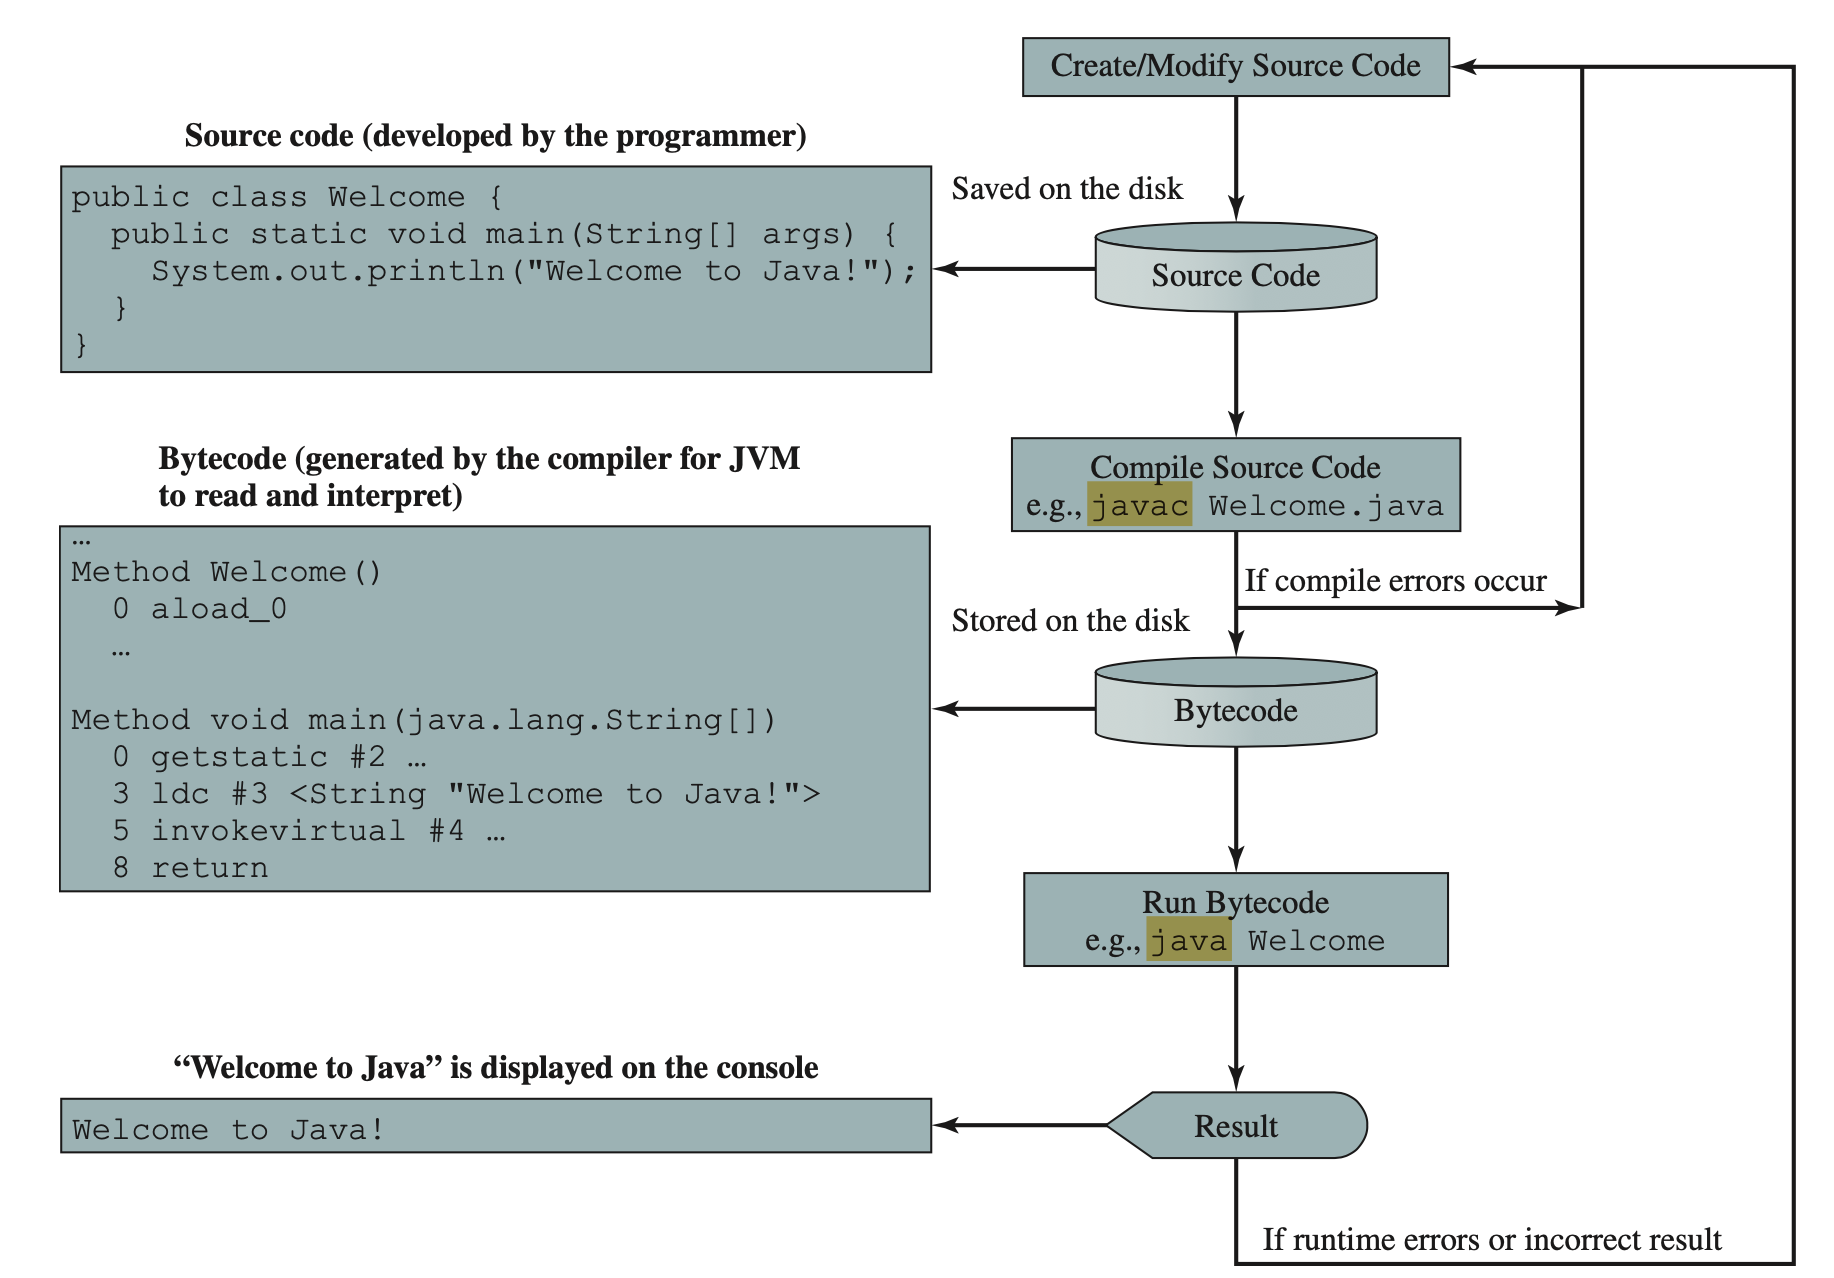 Create/Modify Source Code
Source code (developed by the programmer)
public class Welcome {
  public static void main(String[] args) {
    System.out.println("Welcome to Java!");
  }
}
Saved on the disk
Source Code
Compile Source Code
e.g., javac Welcome.java
If compile errors occur
Bytecode (generated by the compiler for JVM
to read and interpret)
…
Method Welcome()
  0 aload_0
  …
Method void main(java.lang.String[])
  0 getstatic #2 …
  3 ldc #3 <String "Welcome to Java!">
  5 invokevirtual #4 …
  8 return
Stored on the disk
Bytecode
Run Bytecode
e.g., java Welcome
“Welcome to Java” is displayed on the console
Welcome to Java!
Result
If runtime errors or incorrect result